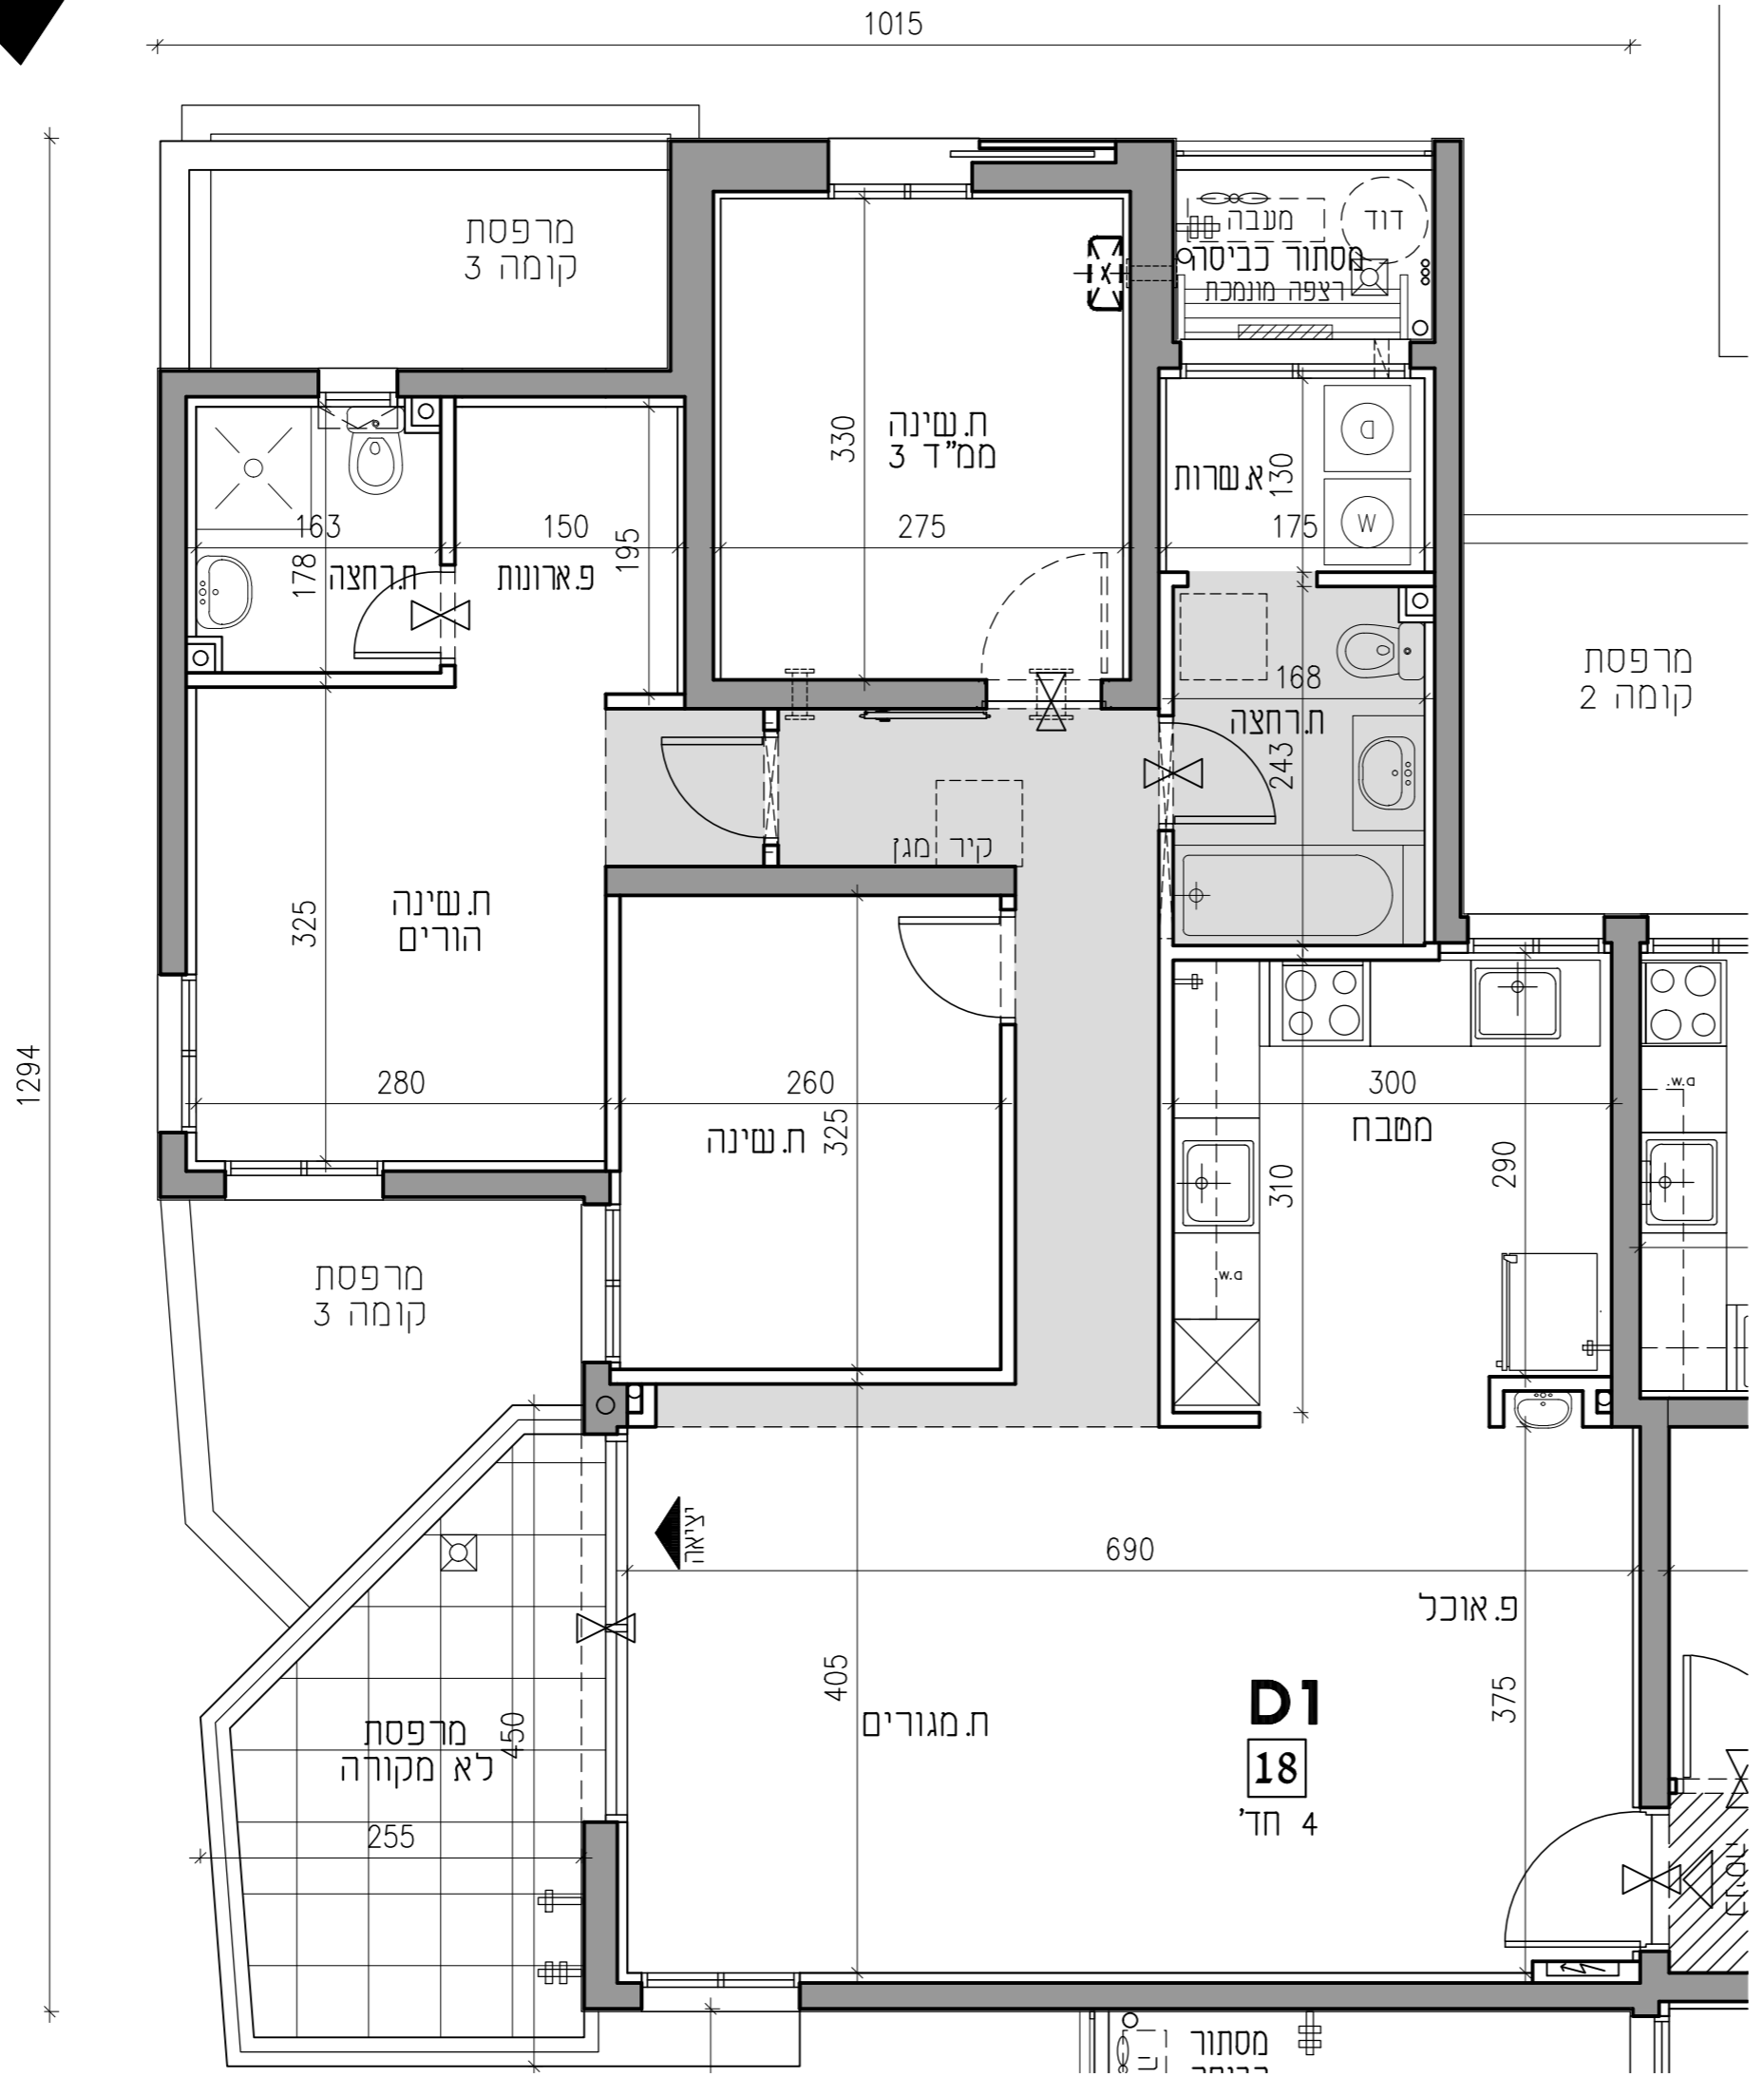 1015
מרפסת
קומה 3
מעבה
דוד
מסתור כביסה
רצפה מונמכת
330
ח.שינה
ממ"ד 3
275
א.שרות
130
D
W
175
163
178
ח.רחצה
150
פ.ארונות
195
168
ח.רחצה
243
מרפסת
קומה 2
קיר מגן
ח.שינה
הורים
325
280
260
ח.שינה
325
300
מטבח
310
290
D.W.
D.W.
1294
מרפסת
קומה 3
יציאה
690
פ.אוכל
405
ח.מגורים
D1
18
4 חד'
375
מרפסת
לא מקורה
450
255
מסתור